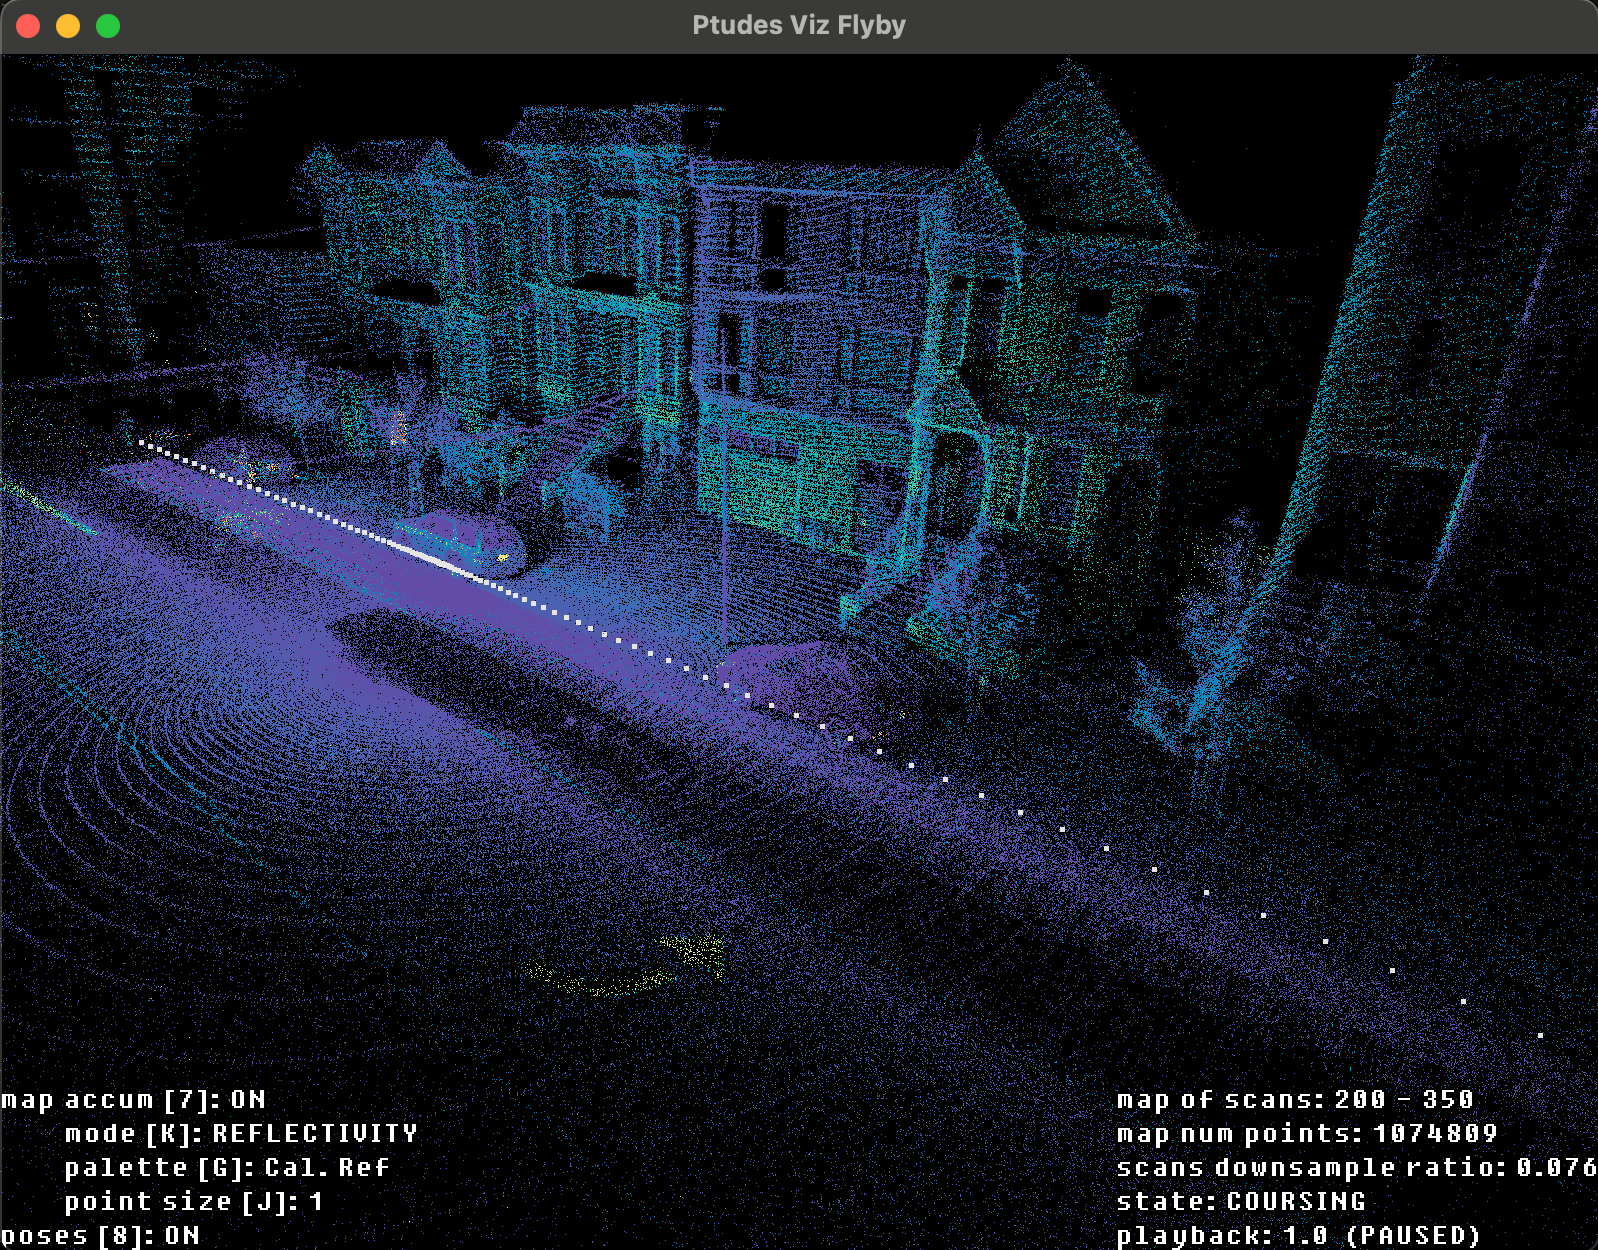 Ptudes Viz Flyby
map accum [7]: ON
mode [K]: REFLECTIVITY
palette [G]: Cal. Ref
point size [J]: 1
poses [8]: ON
map of scans: 200 - 350
map num points: 1074809
scans downsample ratio: 0.076
state: COURSING
playback: 1.0 (PAUSED)